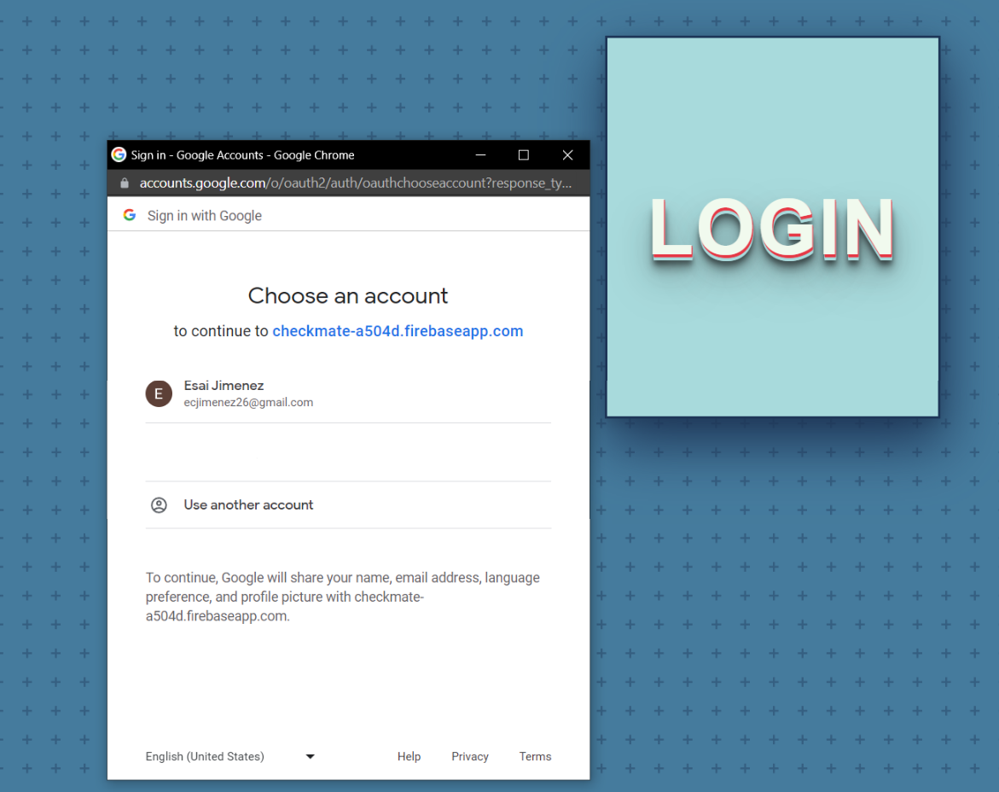 LOGIN
Sign in - Google Accounts - Google Chrome
accounts.google.com/o/oauth2/auth/oauthchooseaccount?response_ty...
Sign in with Google
Choose an account
to continue to checkmate-a504d.firebaseapp.com
E
Esai Jimenez
ecjimenez26@gmail.com
Use another account
To continue, Google will share your name, email address, language
preference, and profile picture with checkmate-
a504d.firebaseapp.com.
English (United States)
Help Privacy Terms